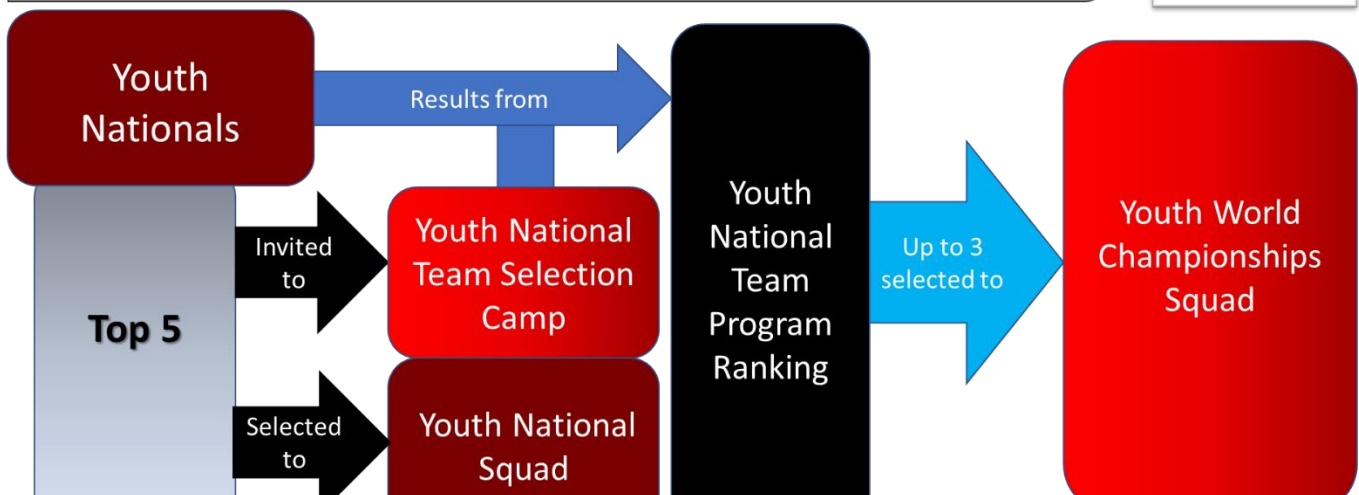 Youth
Nationals
Results from
Top 5
Invited
to
Youth National
Team Selection
Camp
Selected
to
Youth National
Squad
Youth
National
Team
Program
Ranking
Up to 3
selected to
Youth World
Championships
Squad